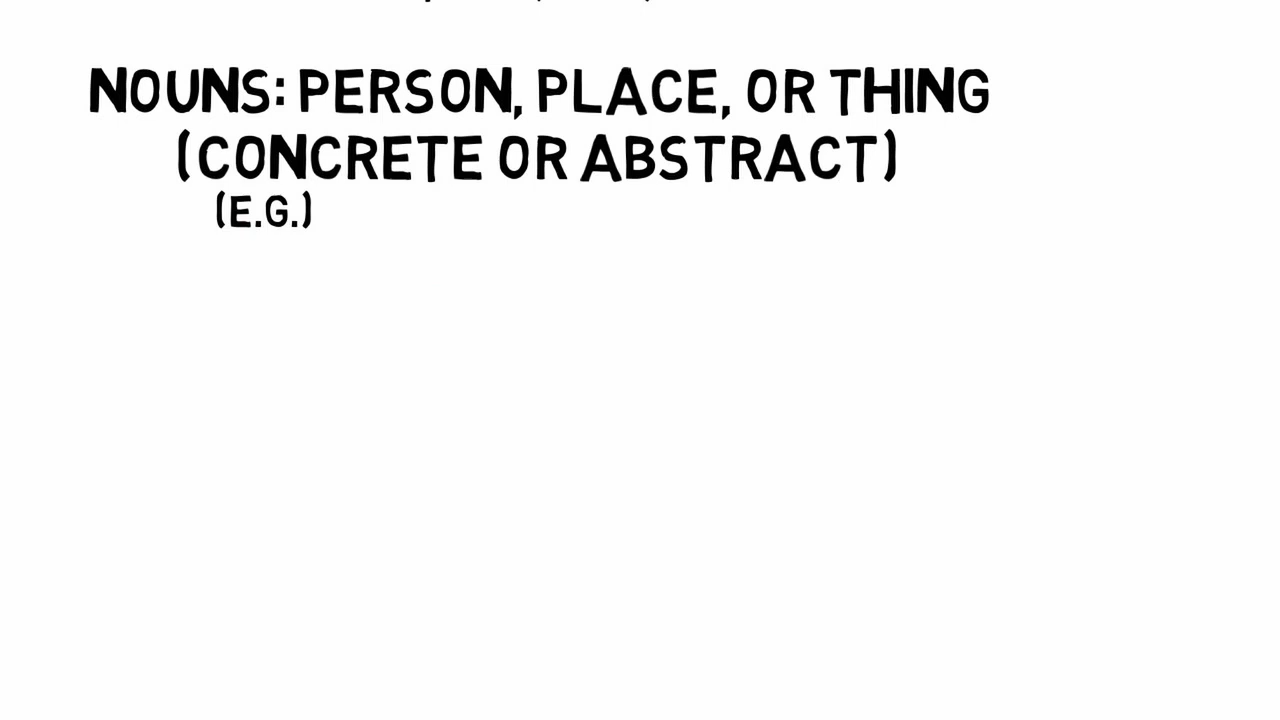 NOUNS: PERSON, PLACE, OR THING
(CONCRETE OR ABSTRACT)
(E.G.)